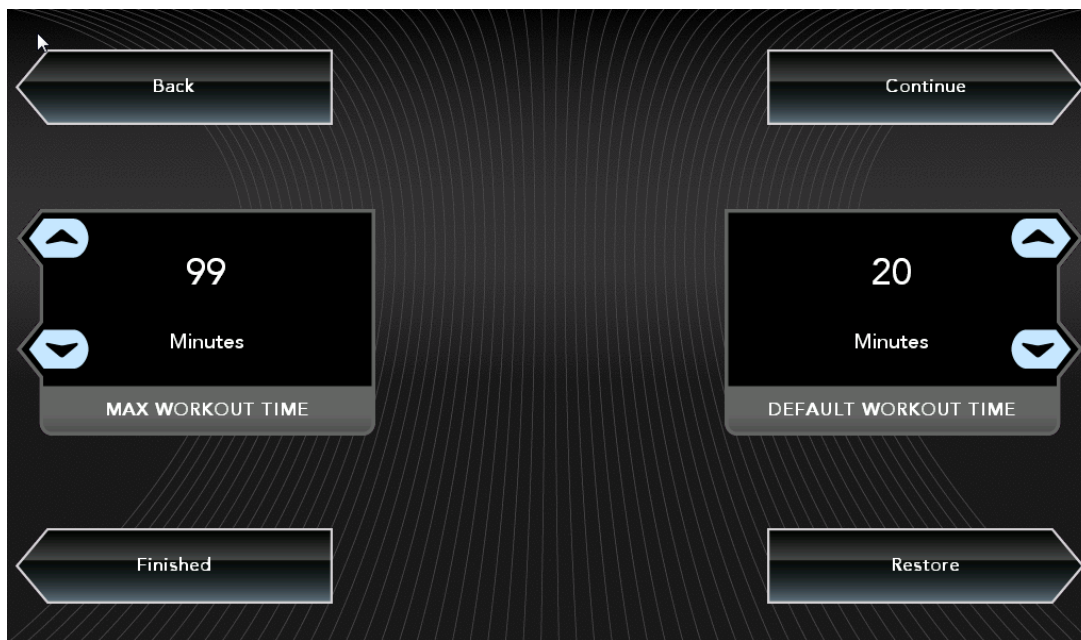 Back
Continue
99
Minutes
MAX WORKOUT TIME
20
Minutes
DEFAULT WORKOUT TIME
Finished
Restore